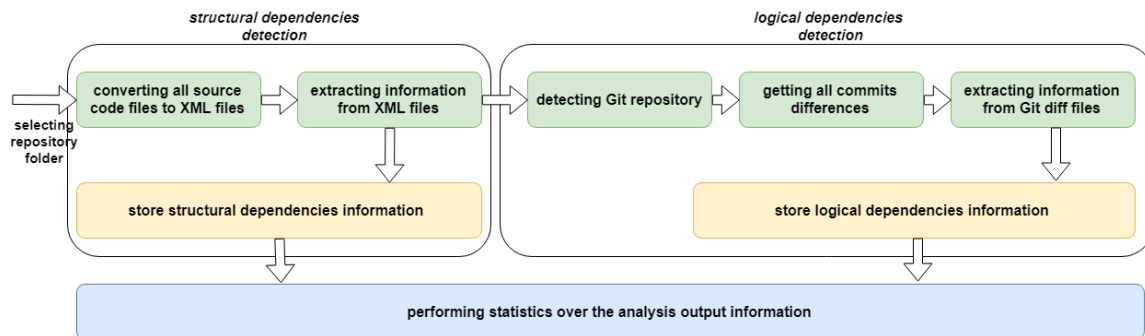 structural dependencies
detection
logical dependencies
detection
selecting
repository
folder
converting all source
code files to XML files
extracting information
from XML files
detecting Git repository
getting all commits
differences
extracting information
from Git diff files
store structural dependencies information
store logical dependencies information
performing statistics over the analysis output information